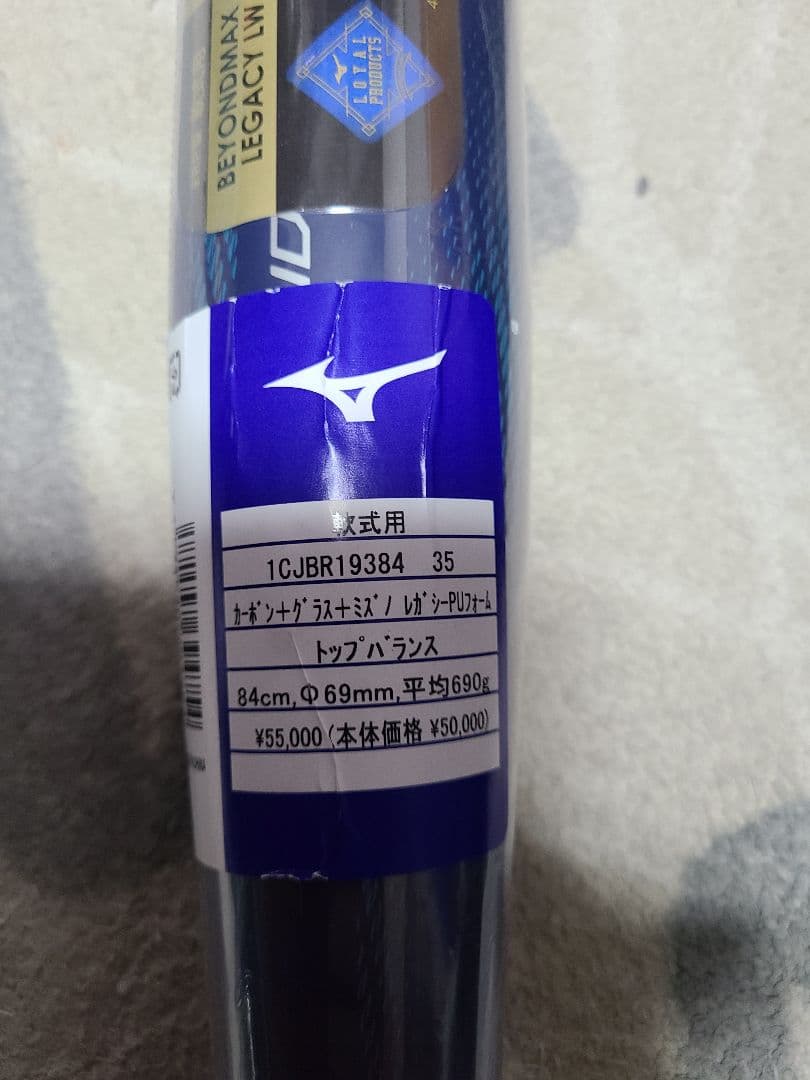 BEYONDMAX
LEGACY LW
LOYAL
PRODUCTS
軟式用
1CJBR19384 35
カーボン+グラス+ミズノ レガシーPUフォーム
トップバランス
84cm,Φ69mm,平均690g
¥55,000(本体価格 ¥50,000)